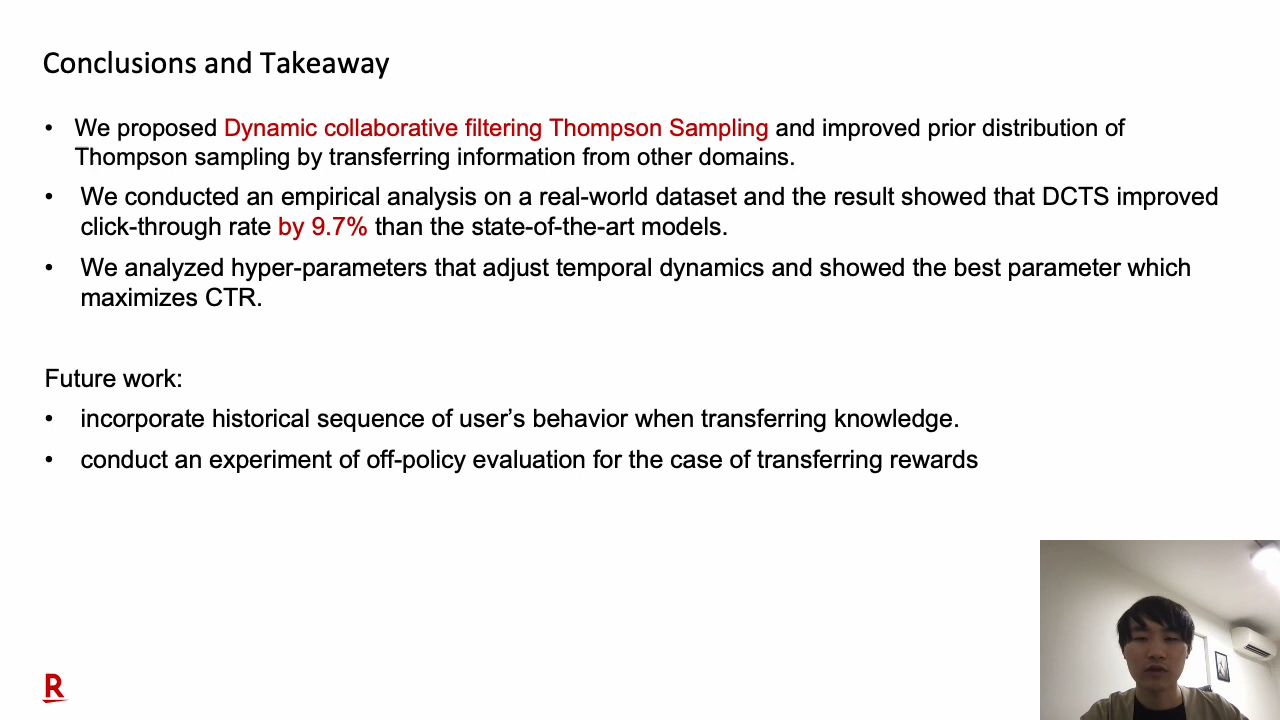 Conclusions and Takeaway
• We proposed Dynamic collaborative filtering Thompson Sampling and improved prior distribution of
Thompson sampling by transferring information from other domains.
• We conducted an empirical analysis on a real-world dataset and the result showed that DCTS improved
click-through rate by 9.7% than the state-of-the-art models.
• We analyzed hyper-parameters that adjust temporal dynamics and showed the best parameter which
maximizes CTR.
Future work:
• incorporate historical sequence of user’s behavior when transferring knowledge.
• conduct an experiment of off-policy evaluation for the case of transferring rewards
R